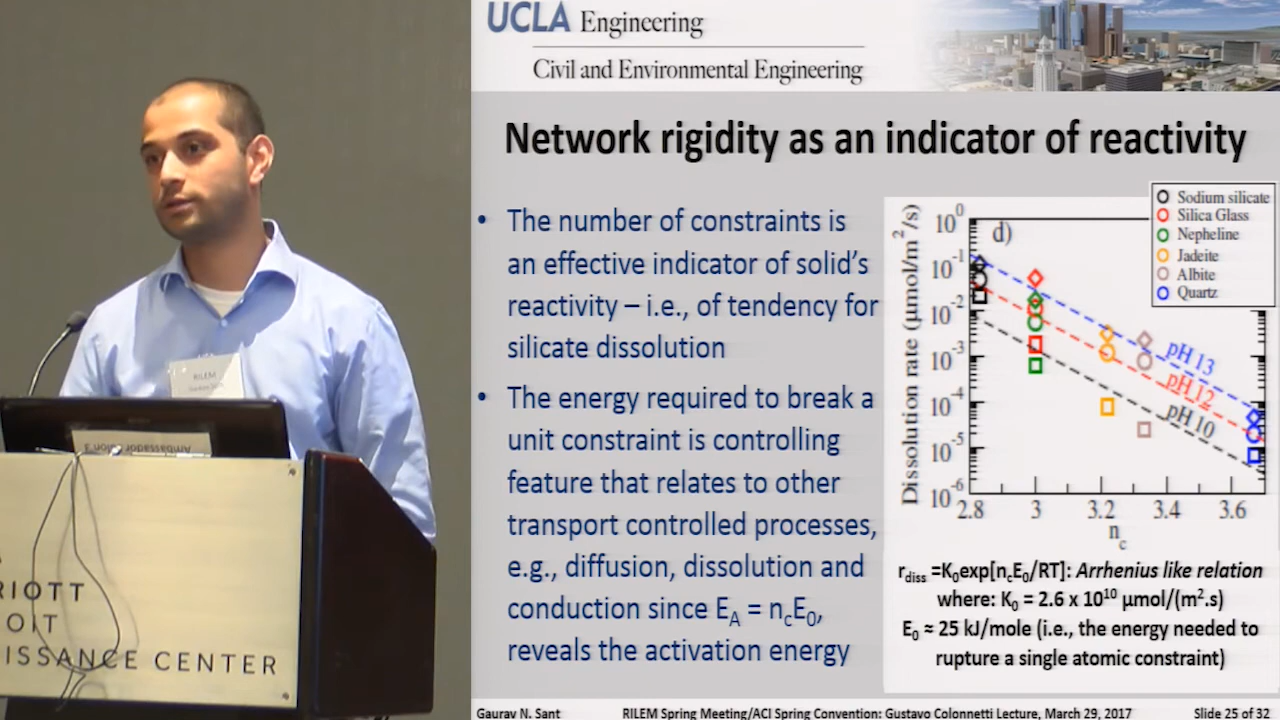 UCLA Engineering
Civil and Environmental Engineering
Network rigidity as an indicator of reactivity
• The number of constraints is
an effective indicator of solid's
reactivity – i.e., of tendency for
silicate dissolution
• The energy required to break a
unit constraint is controlling
feature that relates to other
transport controlled processes,
e.g., diffusion, dissolution and
conduction since E_A = n_cE_0,
reveals the activation energy
Sodium silicate
Silica Glass
Nepheline
Jadeite
Albite
Quartz
d)
Dissolution rate (μmol/m²/s)
10⁰
10⁻¹
10⁻²
10⁻³
10⁻⁴
10⁻⁵
10⁻⁶
pH 13
pH 12
pH 10
2.8 3 3.2 3.4 3.6
n_c
r_diss =K_0exp[n_cE_0/RT]: Arrhenius like relation
where: K_0 = 2.6 x 10¹⁰ μmol/(m².s)
E_0 ≈ 25 kJ/mole (i.e., the energy needed to
rupture a single atomic constraint)
Gaurav N. Sant RILEM Spring Meeting/ACI Spring Convention: Gustavo Colonnetti Lecture, March 29, 2017 Slide 25 of 32
RILEM
Ambassador Salon 3
RIOTT
OIT
ISSANCE CENTER